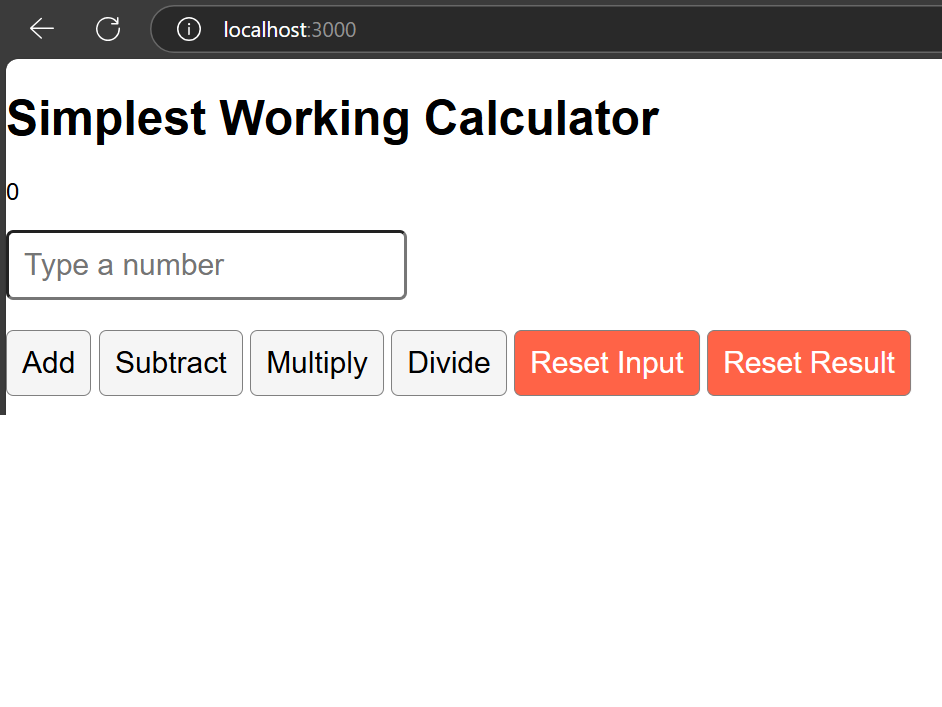 localhost:3000
Simplest Working Calculator
0
Type a number
Add Subtract Multiply Divide Reset Input Reset Result